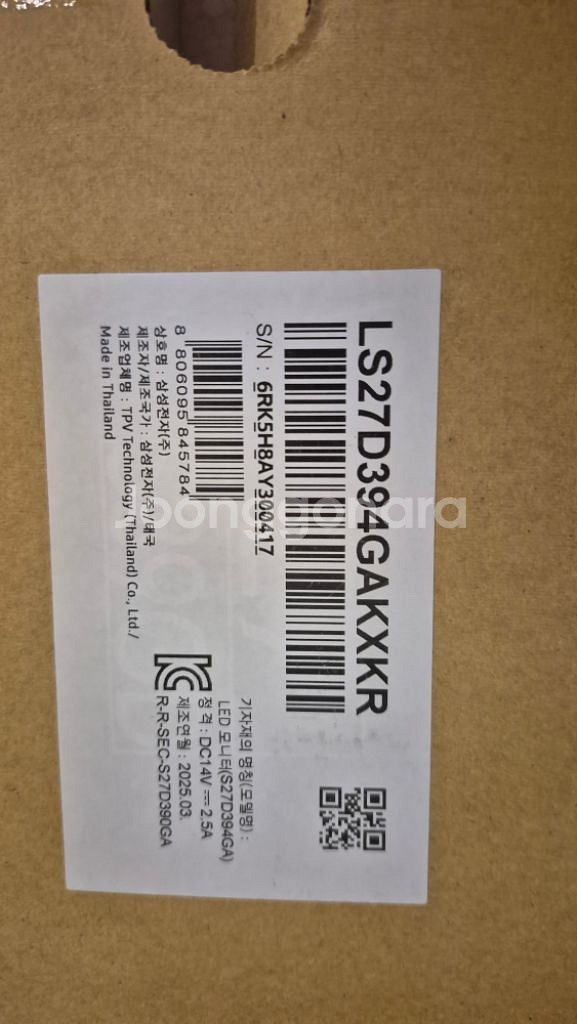 LS27D394GAKXKR
S/N : 6RK5H8AY300417
8 806095 845784
상호명 : 삼성전자(주)
제조자/제조국가 : 삼성전자(주)/태국
제조업체명 : TPV Technology (Thailand) Co., Ltd./
Made in Thailand
기자재의 명칭(모델명) :
LED 모니터(S27D394GA)
정 격 : DC14V ⎓ 2.5A
제조연월 : 2025.03.
R-R-SEC-S27D390GA
joonggonara